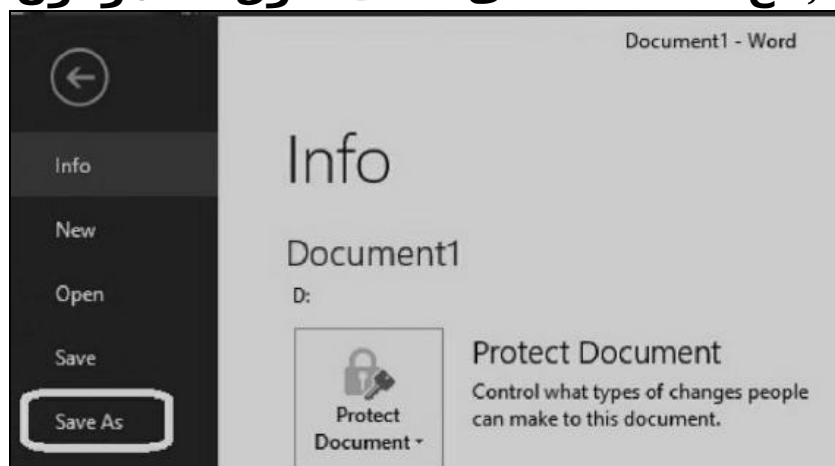 Document1 - Word
Info
New
Open
Save
Save As
Info
Document1
D:
Protect
Document
Protect Document
Control what types of changes people
can make to this document.